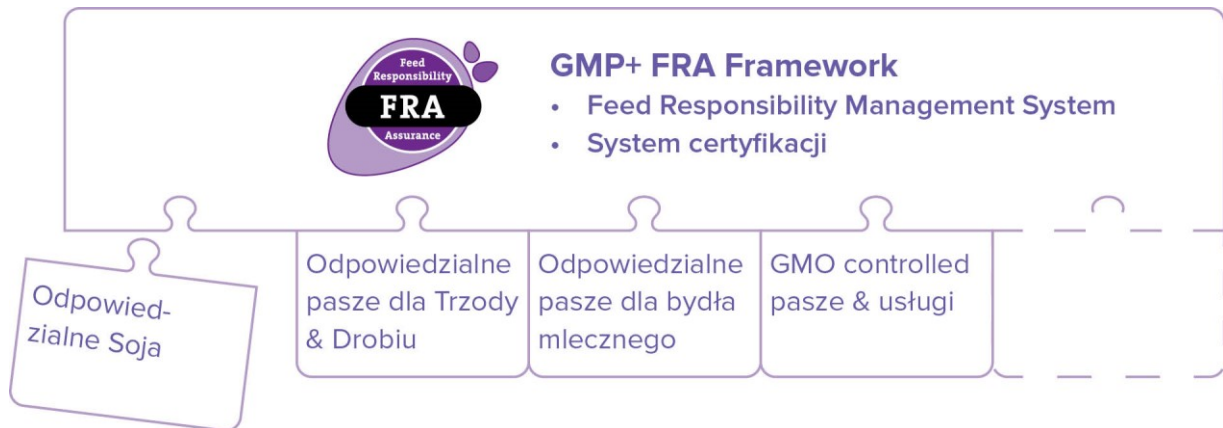 Feed
Responsibility
FRA
Assurance
GMP+ FRA Framework
• Feed Responsibility Management System
• System certyfikacji
Odpowied-
zialne Soja
Odpowiedzialne
pasze dla Trzody
& Drobiu
Odpowiedzialne
pasze dla bydła
mlecznego
GMO controlled
pasze & usługi